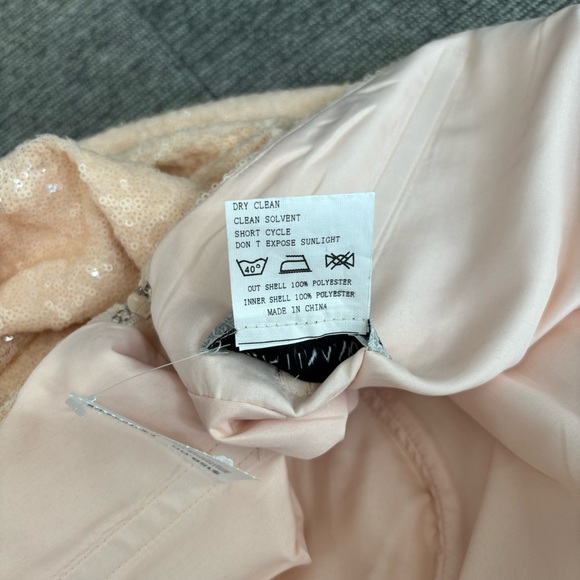 DRY CLEAN
CLEAN SOLVENT
SHORT CYCLE
DON T EXPOSE SUNLIGHT
40°
OUT SHELL 100% POLYESTER
INNER SHELL 100% POLYESTER
MADE IN CHINA